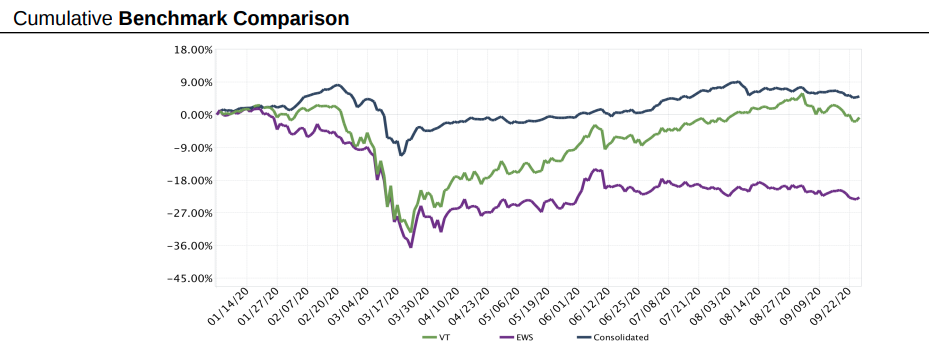 Cumulative Benchmark Comparison
18.00%
9.00%
0.00%
−9.00%
−18.00%
−27.00%
−36.00%
−45.00%
01/14/20 01/27/20 02/07/20 02/20/20 03/04/20 03/17/20 03/30/20 04/10/20 04/23/20 05/06/20 05/19/20 06/01/20 06/12/20 06/25/20 07/08/20 07/21/20 08/03/20 08/14/20 08/27/20 09/09/20 09/22/20
VT EWS Consolidated